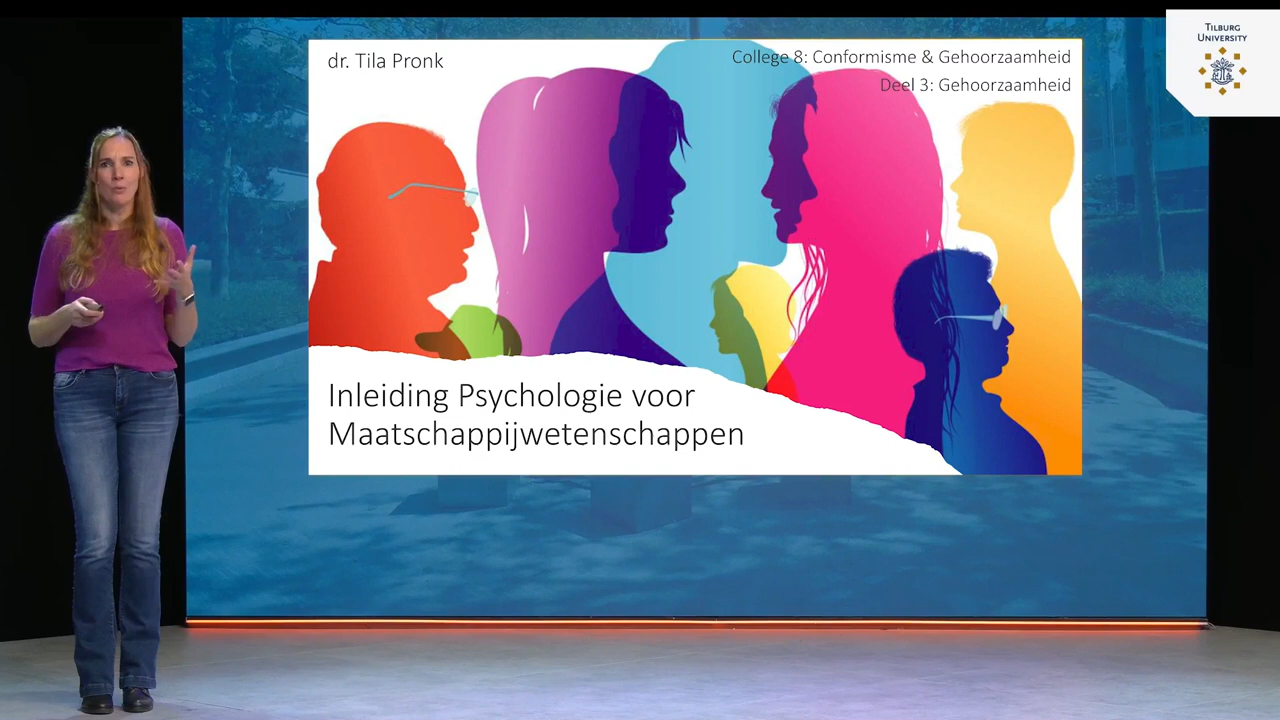 dr. Tila Pronk
College 8: Conformisme & Gehoorzaamheid
Deel 3: Gehoorzaamheid
Inleiding Psychologie voor
Maatschappijwetenschappen
TILBURG
UNIVERSITY